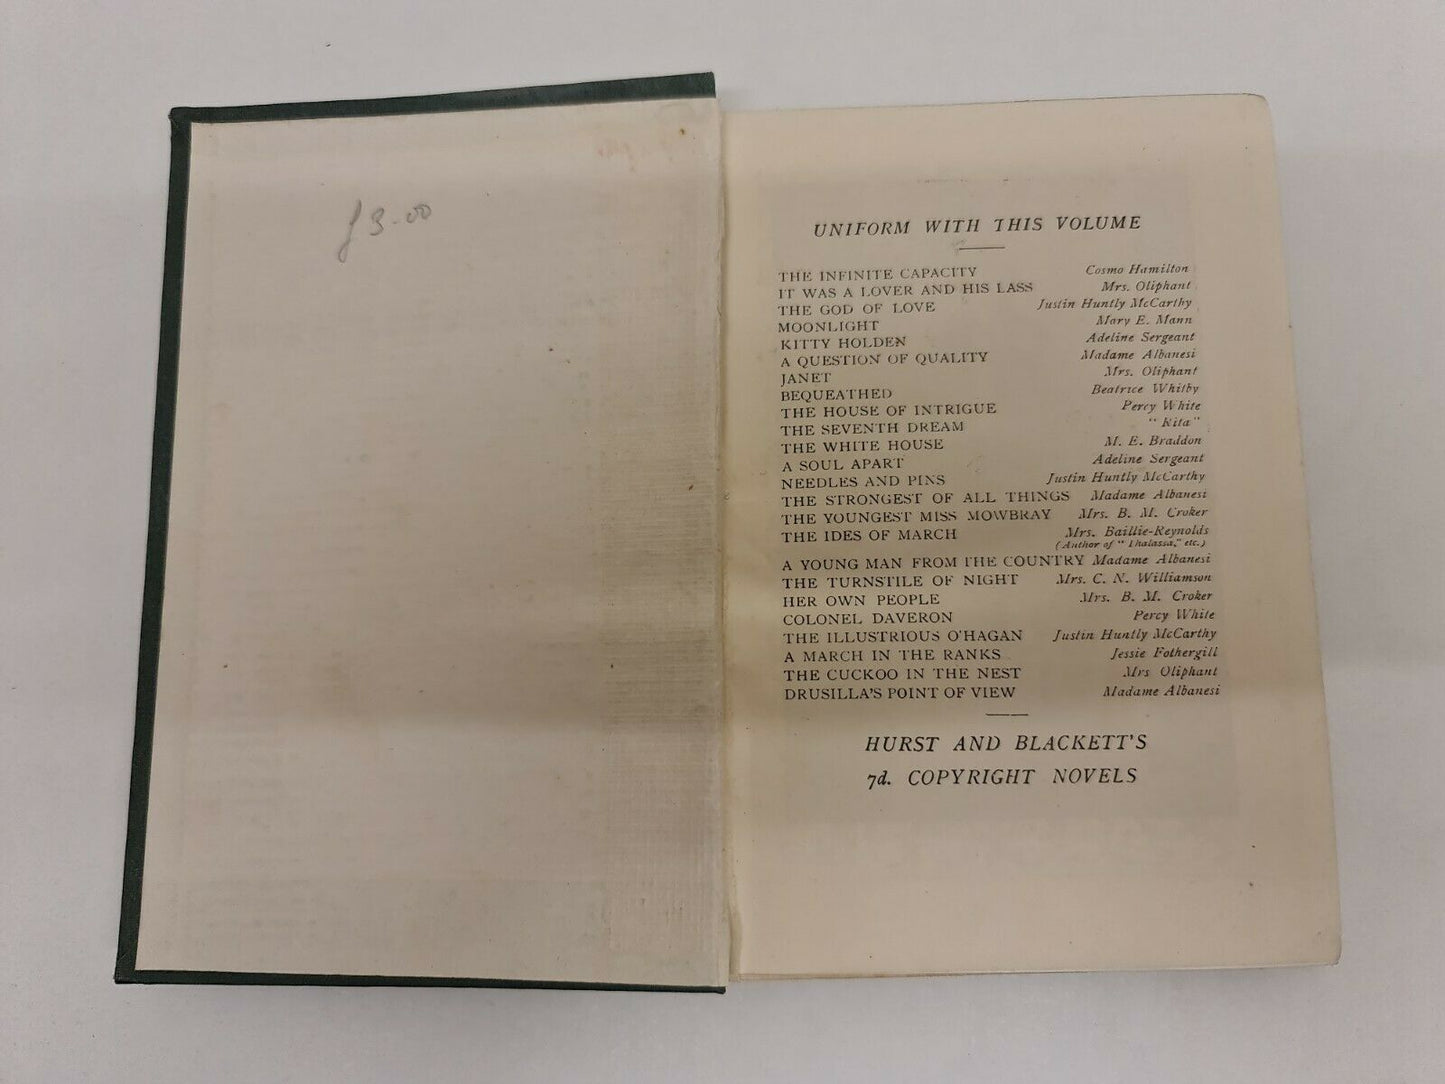 £3.00
UNIFORM WITH THIS VOLUME
THE INFINITE CAPACITY Cosmo Hamilton
IT WAS A LOVER AND HIS LASS Mrs. Oliphant
THE GOD OF LOVE Justin Huntly McCarthy
MOONLIGHT Mary E. Mann
KITTY HOLDEN Adeline Sergeant
A QUESTION OF QUALITY Madame Albanesi
JANET Mrs. Oliphant
BEQUEATHED Beatrice Whitby
THE HOUSE OF INTRIGUE Percy White
THE SEVENTH DREAM "Rita"
THE WHITE HOUSE M. E. Braddon
A SOUL APART Adeline Sergeant
NEEDLES AND PINS Justin Huntly McCarthy
THE STRONGEST OF ALL THINGS Madame Albanesi
THE YOUNGEST MISS MOWBRAY Mrs. B. M. Croker
THE IDES OF MARCH Mrs. Baillie-Reynolds
(Author of "Thalassa," etc.)
A YOUNG MAN FROM THE COUNTRY Madame Albanesi
THE TURNSTILE OF NIGHT Mrs. C. N. Williamson
HER OWN PEOPLE Mrs. B. M. Croker
COLONEL DAVERON Percy White
THE ILLUSTRIOUS O'HAGAN Justin Huntly McCarthy
A MARCH IN THE RANKS Jessie Fothergill
THE CUCKOO IN THE NEST Mrs Oliphant
DRUSILLA'S POINT OF VIEW Madame Albanesi
HURST AND BLACKETT'S
7d. COPYRIGHT NOVELS